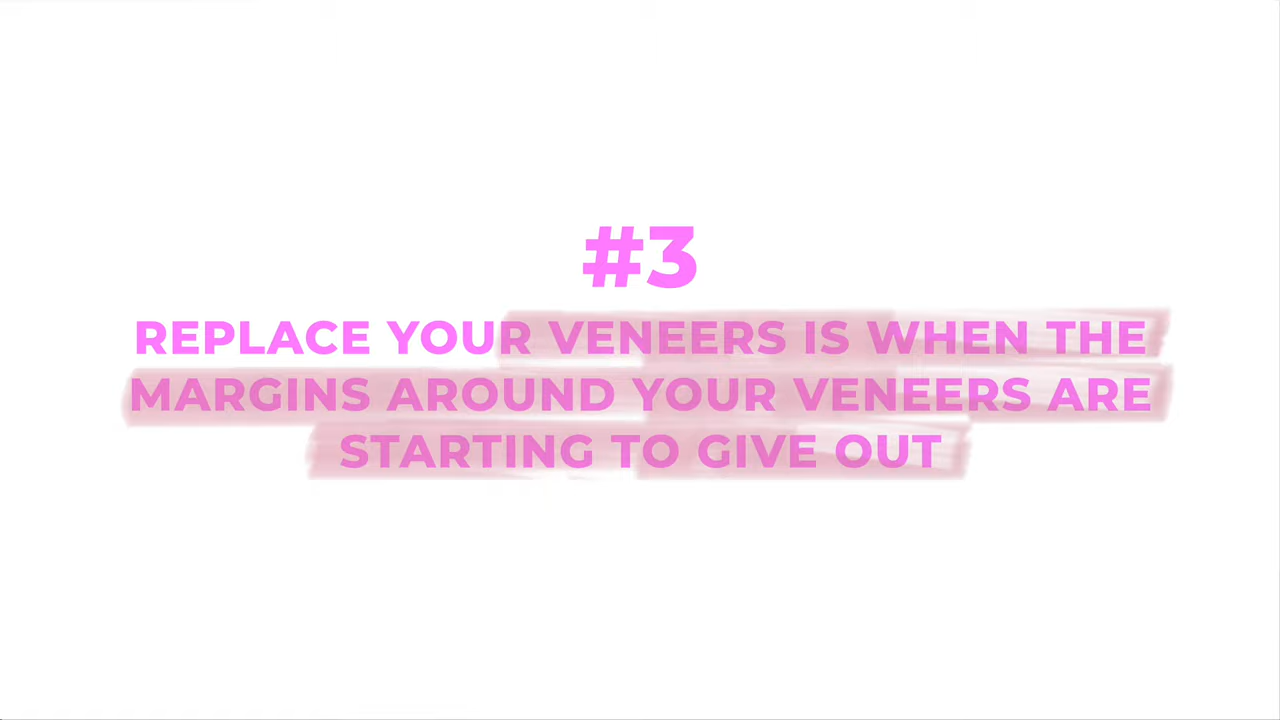 #3
REPLACE YOUR VENEERS IS WHEN THE
MARGINS AROUND YOUR VENEERS ARE
STARTING TO GIVE OUT